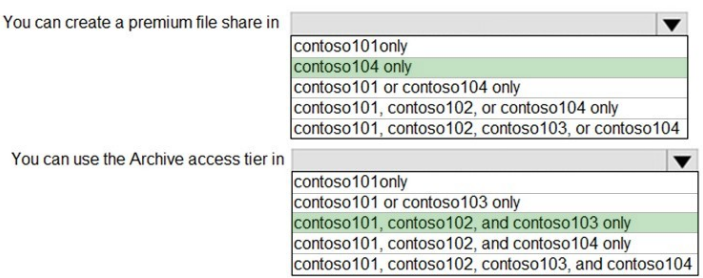 You can create a premium file share in
contoso101only
contoso104 only
contoso101 or contoso104 only
contoso101, contoso102, or contoso104 only
contoso101, contoso102, contoso103, or contoso104
You can use the Archive access tier in
contoso101only
contoso101 or contoso103 only
contoso101, contoso102, and contoso103 only
contoso101, contoso102, and contoso104 only
contoso101, contoso102, contoso103, and contoso104